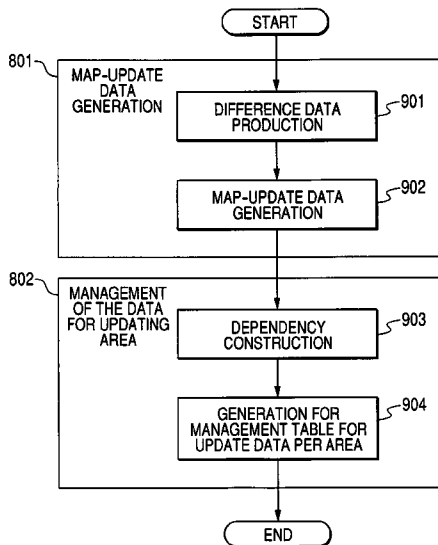 START
801
MAP-UPDATE
DATA
GENERATION
DIFFERENCE DATA
PRODUCTION
901
MAP-UPDATE DATA
GENERATION
902
802
MANAGEMENT
OF THE DATA
FOR UPDATING
AREA
DEPENDENCY
CONSTRUCTION
903
GENERATION FOR
MANAGEMENT TABLE FOR
UPDATE DATA PER AREA
904
END